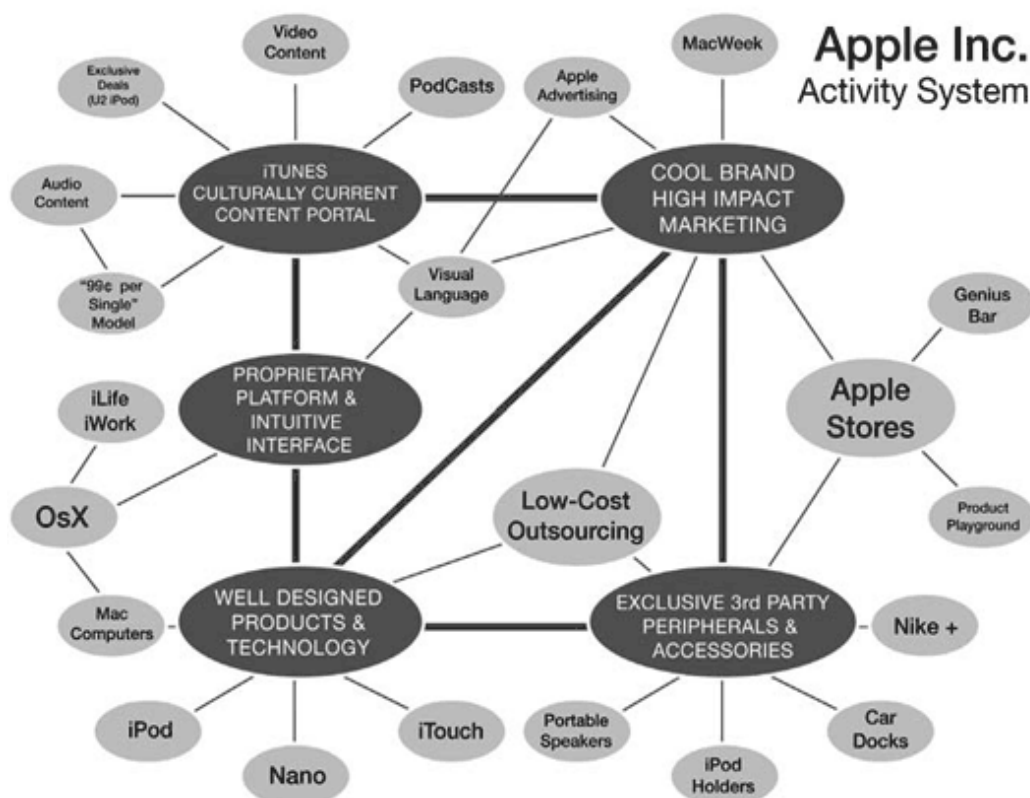 Apple Inc.
Activity System
Video
Content
MacWeek
Exclusive
Deals
(U2 iPod)
PodCasts
Apple
Advertising
iTUNES
CULTURALLY CURRENT
CONTENT PORTAL
COOL BRAND
HIGH IMPACT
MARKETING
Audio
Content
"99¢ per
Single"
Model
Visual
Language
Genius
Bar
PROPRIETARY
PLATFORM &
INTUITIVE
INTERFACE
iLife
iWork
Apple
Stores
OsX
Low-Cost
Outsourcing
Product
Playground
Mac
Computers
WELL DESIGNED
PRODUCTS &
TECHNOLOGY
EXCLUSIVE 3rd PARTY
PERIPHERALS &
ACCESSORIES
Nike +
iPod
Nano
iTouch
Portable
Speakers
iPod
Holders
Car
Docks